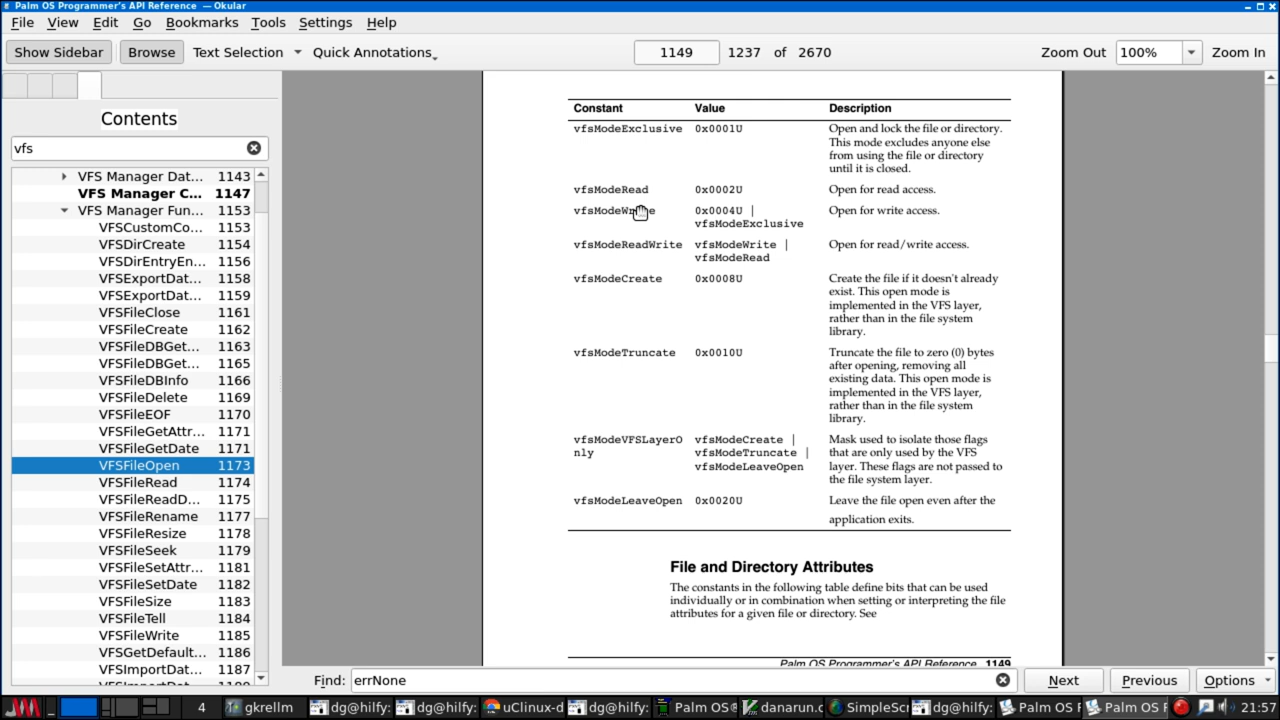 Palm OS Programmer's API Reference — Okular
File View Edit Go Bookmarks Tools Settings Help
Show Sidebar Browse Text Selection Quick Annotations 1149 1237 of 2670 Zoom Out 100% Zoom In
Contents
vfs
VFS Manager Dat... 1143
VFS Manager C... 1147
VFS Manager Fun... 1153
VFSCustomCo... 1153
VFSDirCreate 1154
VFSDirEntryEn... 1156
VFSExportDat... 1158
VFSExportDat... 1159
VFSFileClose 1161
VFSFileCreate 1162
VFSFileDBGet... 1163
VFSFileDBGet... 1165
VFSFileDBInfo 1166
VFSFileDelete 1169
VFSFileEOF 1170
VFSFileGetAttr... 1171
VFSFileGetDate 1171
VFSFileOpen 1173
VFSFileRead 1174
VFSFileReadD... 1175
VFSFileRename 1177
VFSFileResize 1178
VFSFileSeek 1179
VFSFileSetAttr... 1181
VFSFileSetDate 1182
VFSFileSize 1183
VFSFileTell 1184
VFSFileWrite 1185
VFSGetDefault... 1186
VFSImportDat... 1187
Constant Value Description
vfsModeExclusive 0x0001U Open and lock the file or directory.
This mode excludes anyone else
from using the file or directory
until it is closed.
vfsModeRead 0x0002U Open for read access.
vfsModeWrite 0x0004U | Open for write access.
vfsModeExclusive
vfsModeReadWrite vfsModeWrite | Open for read/write access.
vfsModeRead
vfsModeCreate 0x0008U Create the file if it doesn't already
exist. This open mode is
implemented in the VFS layer,
rather than in the file system
library.
vfsModeTruncate 0x0010U Truncate the file to zero (0) bytes
after opening, removing all
existing data. This open mode is
implemented in the VFS layer,
rather than in the file system
library.
vfsModeVFSLayerO vfsModeCreate | Mask used to isolate those flags
nly vfsModeTruncate | that are only used by the VFS
vfsModeLeaveOpen layer. These flags are not passed to
the file system layer.
vfsModeLeaveOpen 0x0020U Leave the file open even after the
application exits.
File and Directory Attributes
The constants in the following table define bits that can be used
individually or in combination when setting or interpreting the file
attributes for a given file or directory. See
Palm OS Programmer's API Reference 1149
Find: errNone Next Previous Options
4 gkrellm dg@hilfy: dg@hilfy: uClinux-d dg@hilfy: Palm OS® danarun.c SimpleScr dg@hilfy: Palm OS P Palm OS P 21:57